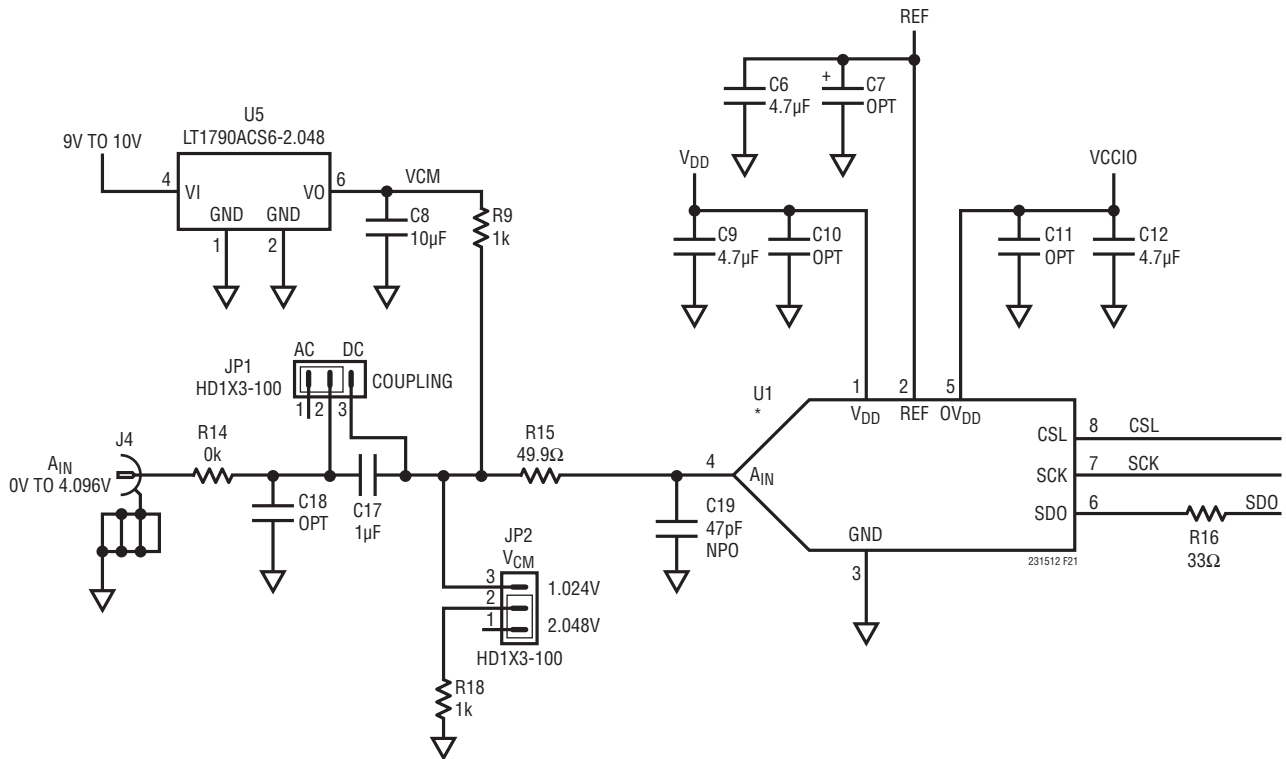 REF
C6
4.7µF
+
C7
OPT
U5
LT1790ACS6-2.048
9V TO 10V
4
VI
VO
6
VCM
GND
GND
1
2
C8
10µF
R9
1k
VDD
C9
4.7µF
C10
OPT
VCCIO
C11
OPT
C12
4.7µF
AC
DC
JP1
HD1X3-100
COUPLING
1
2
3
U1
*
1
2
5
VDD
REF
OVDD
CSL
8
CSL
SCK
7
SCK
SDO
6
SDO
R16
33Ω
J4
AIN
0V TO 4.096V
R14
0k
C18
OPT
C17
1µF
R15
49.9Ω
4
AIN
C19
47pF
NPO
GND
3
231512 F21
JP2
VCM
3
1.024V
2
1
2.048V
HD1X3-100
R18
1k